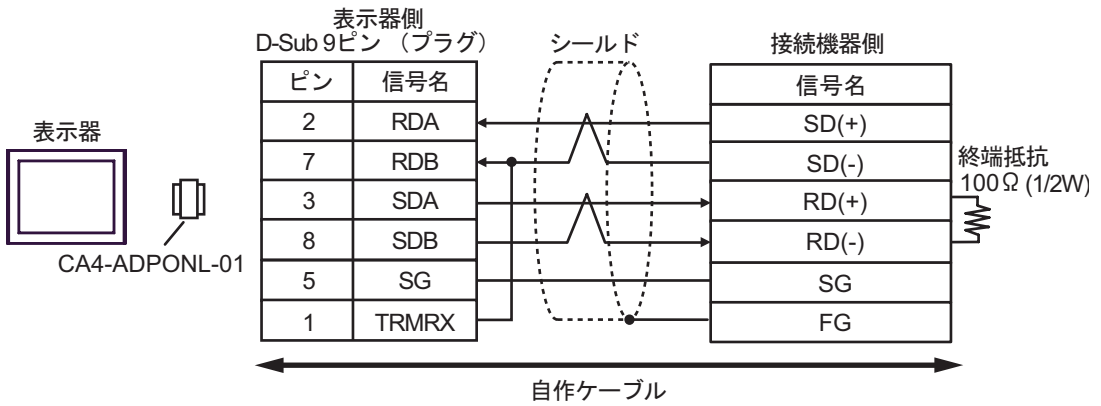 表示器側
D-Sub 9ピン （プラグ）
シールド
接続機器側
ピン 信号名
信号名
2 RDA
SD(+)
7 RDB
SD(-)
3 SDA
RD(+)
8 SDB
RD(-)
5 SG
SG
1 TRMRX
FG
表示器
CA4-ADPONL-01
終端抵抗
100Ω (1/2W)
自作ケーブル